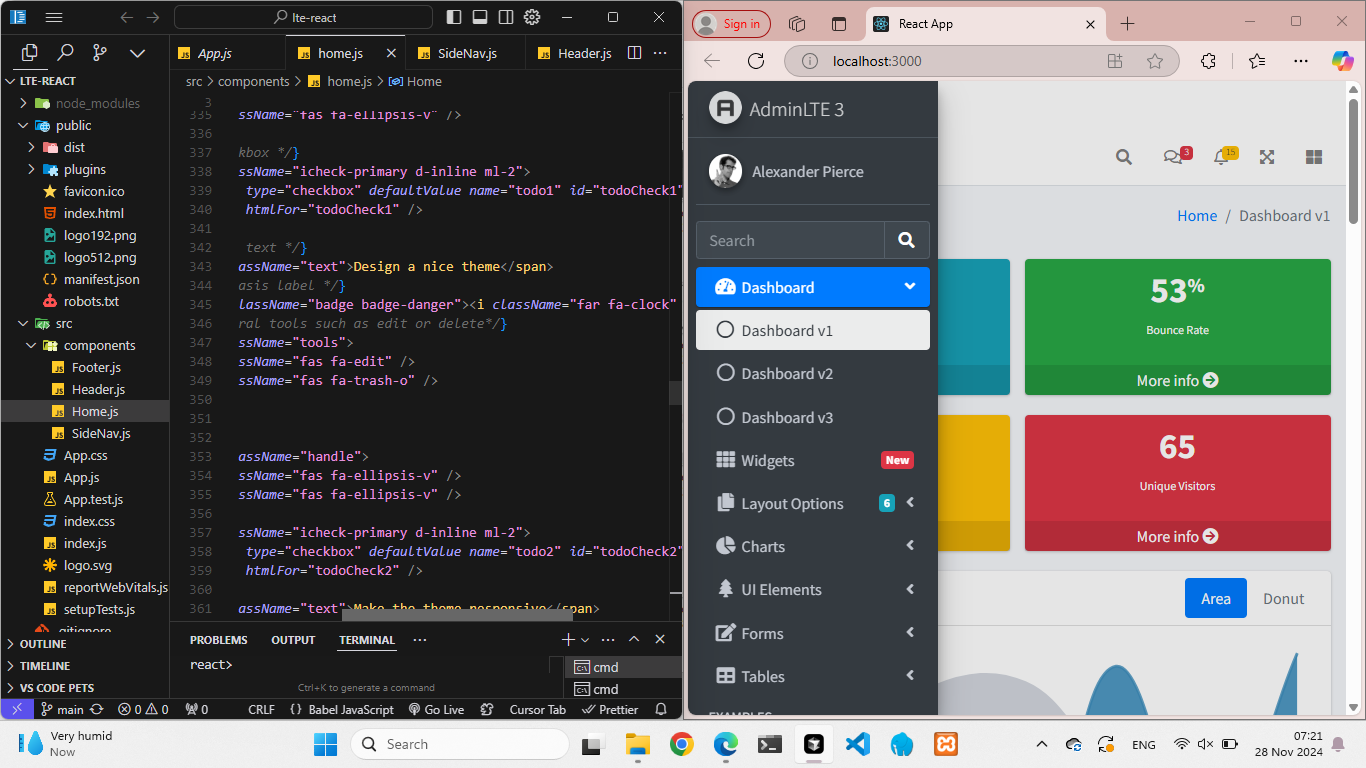 lte-react
LTE-REACT
node_modules
public
dist
plugins
favicon.ico
index.html
logo192.png
logo512.png
manifest.json
robots.txt
src
components
Footer.js
Header.js
Home.js
SideNav.js
App.css
App.js
App.test.js
index.css
index.js
logo.svg
reportWebVitals.js
setupTests.js
.gitignore
OUTLINE
TIMELINE
VS CODE PETS
App.js
home.js
SideNav.js
Header.js
src > components > home.js > Home
3
335 ssName="fas fa-ellipsis-v" />
336
337 kbox */}
338 ssName="icheck-primary d-inline ml-2">
339 type="checkbox" defaultValue name="todo1" id="todoCheck1"
340 htmlFor="todoCheck1" />
341
342 text */}
343 assName="text">Design a nice theme</span>
344 asis label */}
345 lassName="badge badge-danger"><i className="far fa-clock"
346 ral tools such as edit or delete*/}
347 ssName="tools">
348 ssName="fas fa-edit" />
349 ssName="fas fa-trash-o" />
350
351
352
353 assName="handle">
354 ssName="fas fa-ellipsis-v" />
355 ssName="fas fa-ellipsis-v" />
356
357 ssName="icheck-primary d-inline ml-2">
358 type="checkbox" defaultValue name="todo2" id="todoCheck2"
359 htmlFor="todoCheck2" />
360
361 assName="text">Make the theme responsive</span>
PROBLEMS OUTPUT TERMINAL
react>
cmd
cmd
Ctrl+K to generate a command
main 0 0 0 CRLF {} Babel JavaScript Go Live Cursor Tab Prettier
Sign in
React App
localhost:3000
AdminLTE 3
Alexander Pierce
Search
Dashboard
Dashboard v1
Dashboard v2
Dashboard v3
Widgets New
Layout Options 6
Charts
UI Elements
Forms
Tables
EXAMPLES
3
15
Home / Dashboard v1
53%
Bounce Rate
More info
65
Unique Visitors
More info
Area Donut
Very humid
Now
Search
ENG
07:21
28 Nov 2024